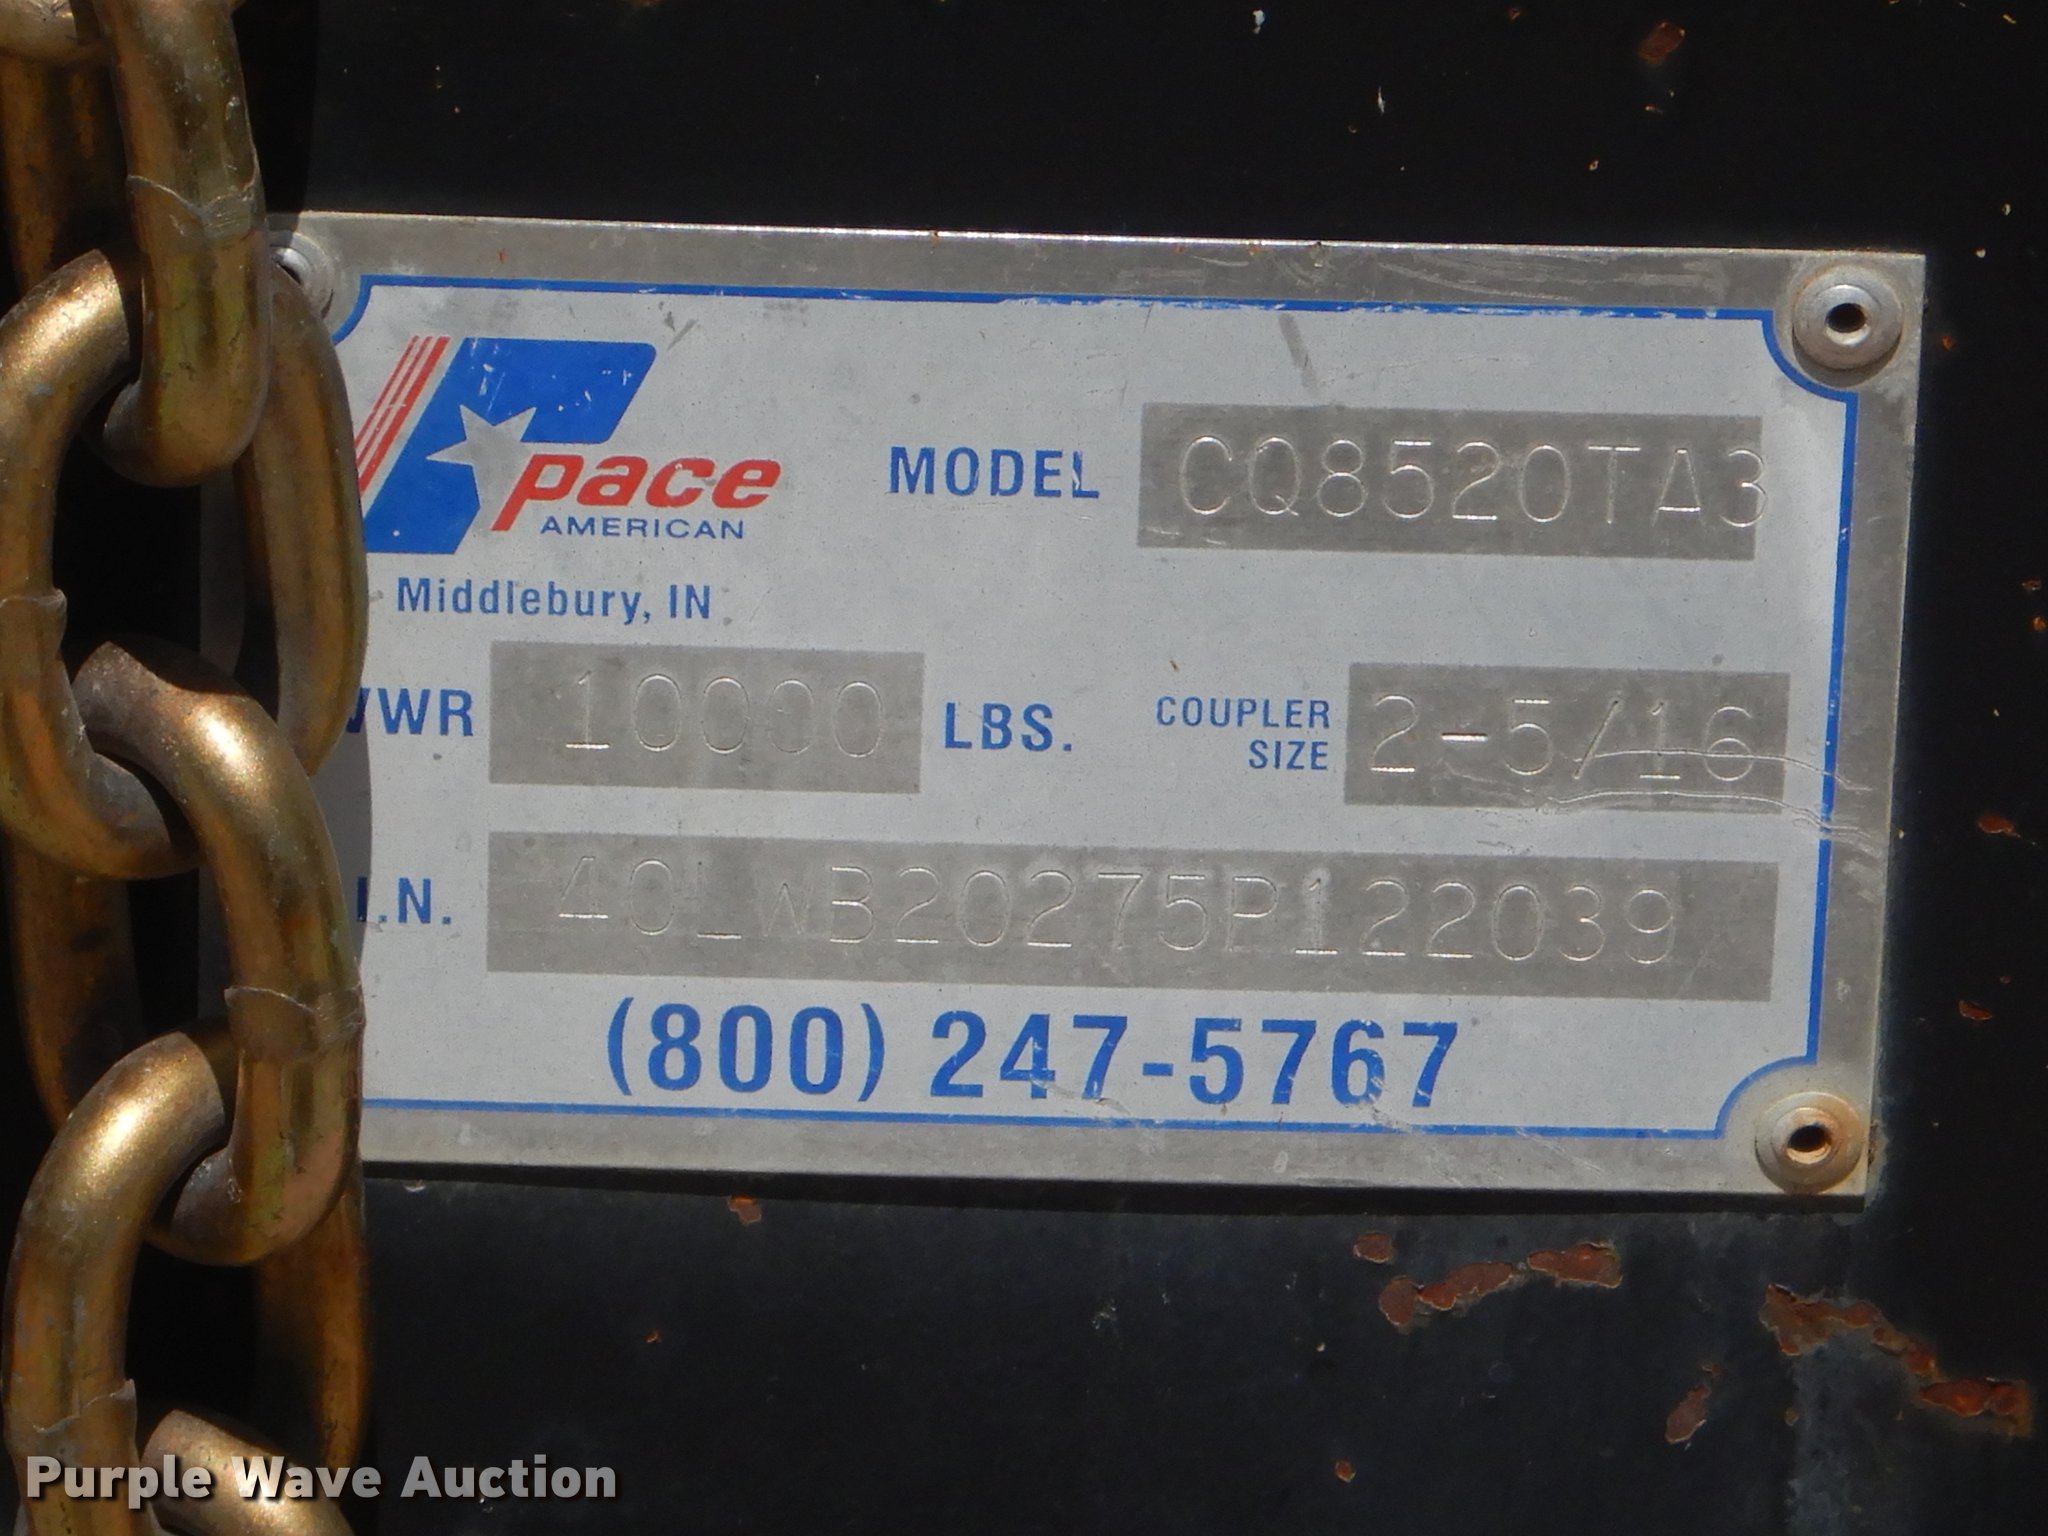 pace
AMERICAN
MODEL CQ8520TA3
Middlebury, IN
VWR 10000 LBS. COUPLER SIZE 2-5/16
I.N. 40LWB20275P122039
(800) 247-5767
Purple Wave Auction